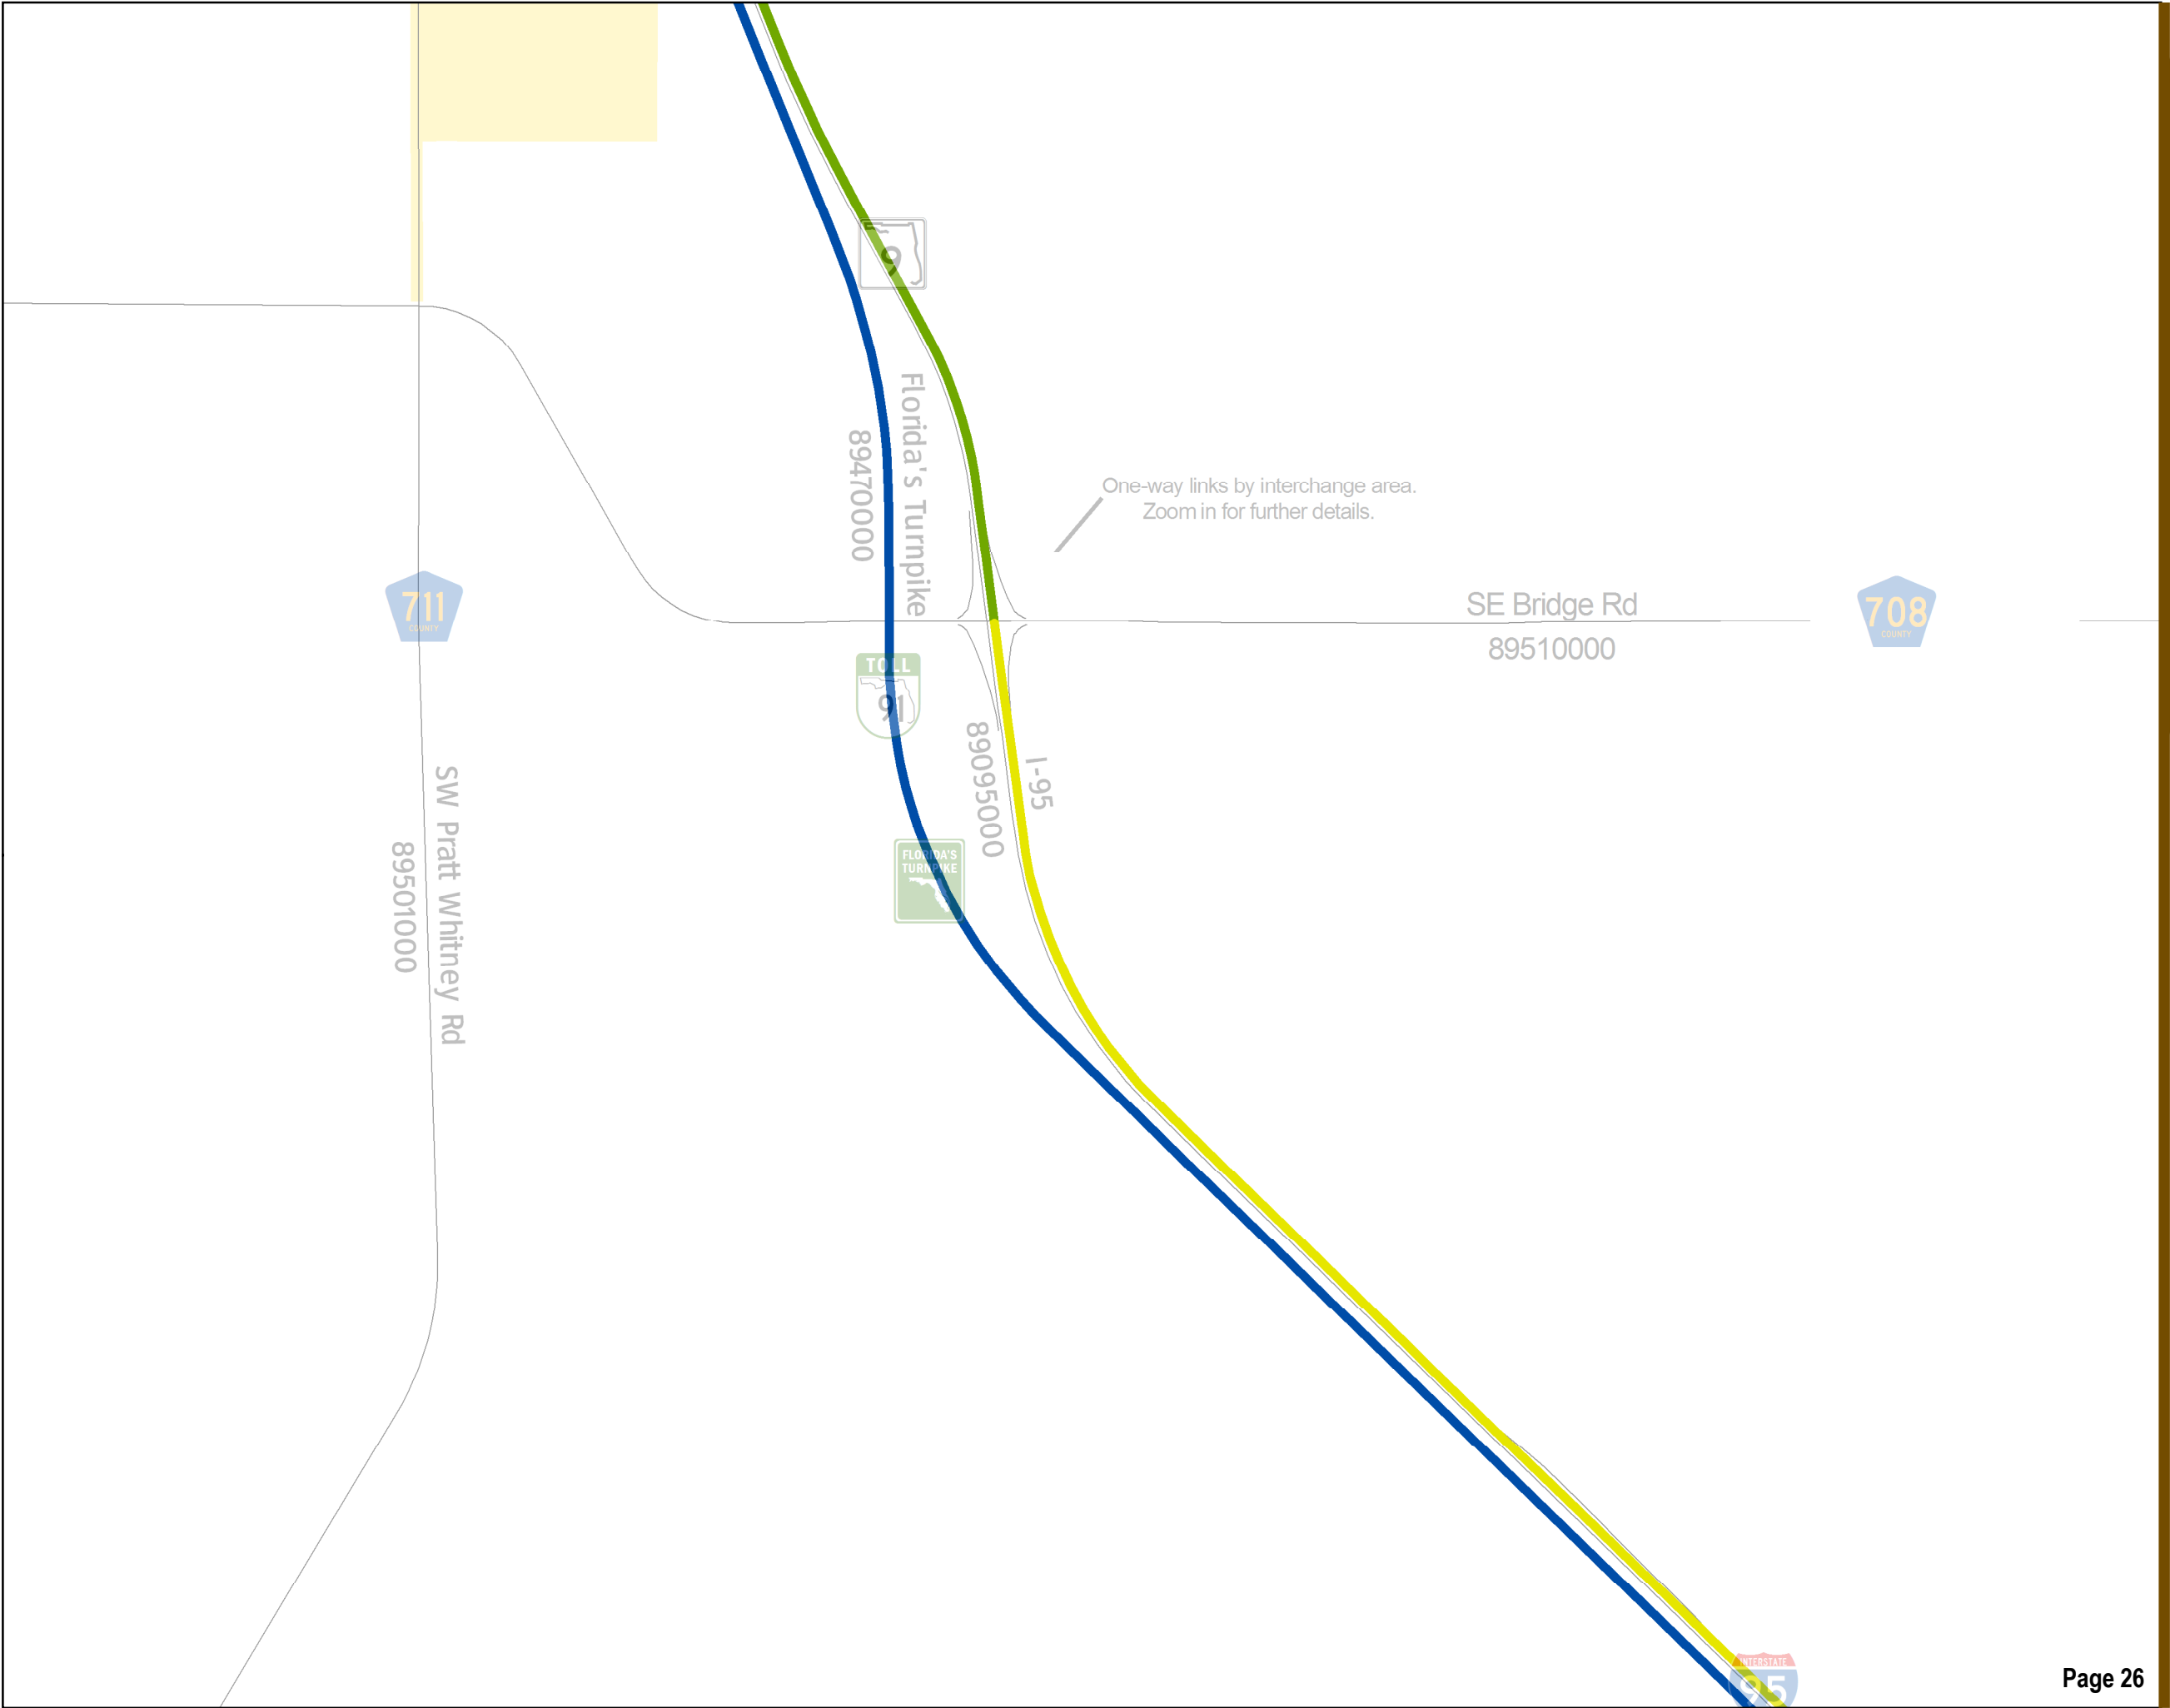 9
Florida's Turnpike
89470000
One-way links by interchange area.
Zoom in for further details.
711
COUNTY
SE Bridge Rd
89510000
708
COUNTY
TOLL
91
89095000
I-95
SW Pratt Whitney Rd
89501000
FLORIDA'S
TURNPIKE
INTERSTATE
95
Page 26